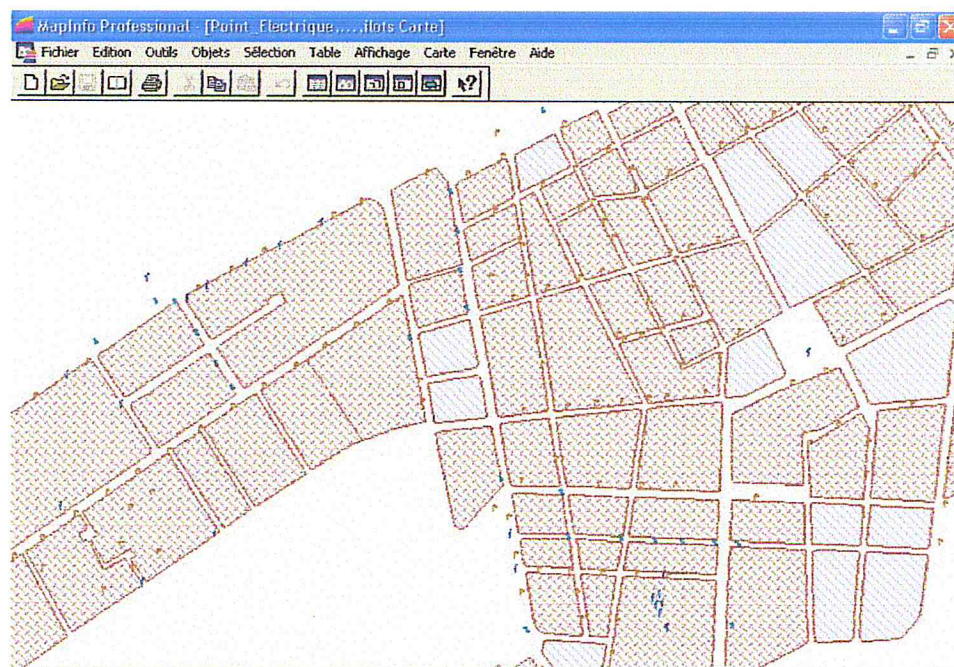 MapInfo Professional - [Point_Electrique,...,ilots Carte]
Fichier Edition Outils Objets Sélection Table Affichage Carte Fenêtre Aide